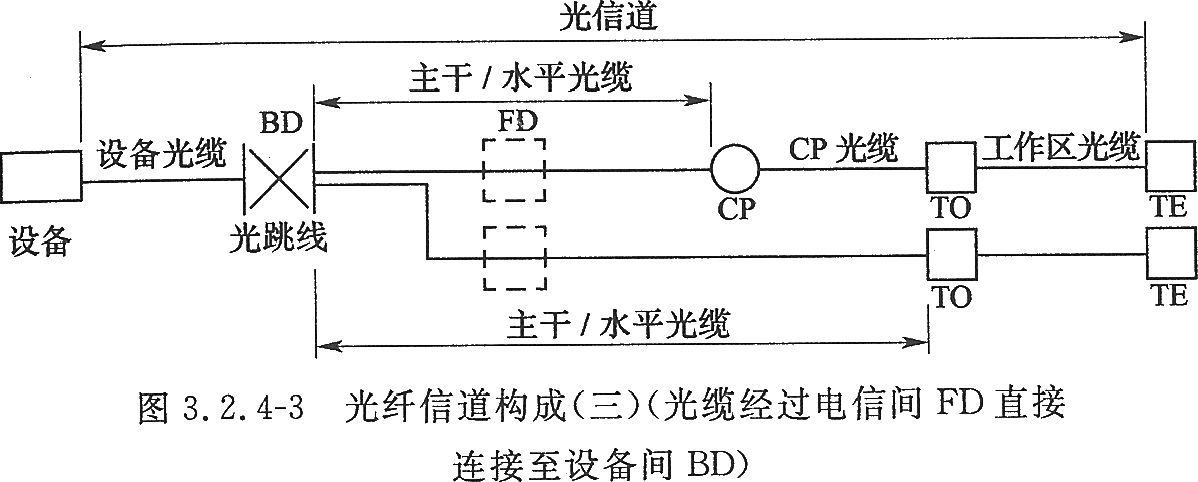 光信道
主干/水平光缆
BD
FD
设备光缆
CP 光缆
工作区光缆
设备
光跳线
CP
TO
TE
TO
TE
主干/水平光缆
图 3.2.4-3 光纤信道构成(三)(光缆经过电信间 FD 直接
连接至设备间 BD)